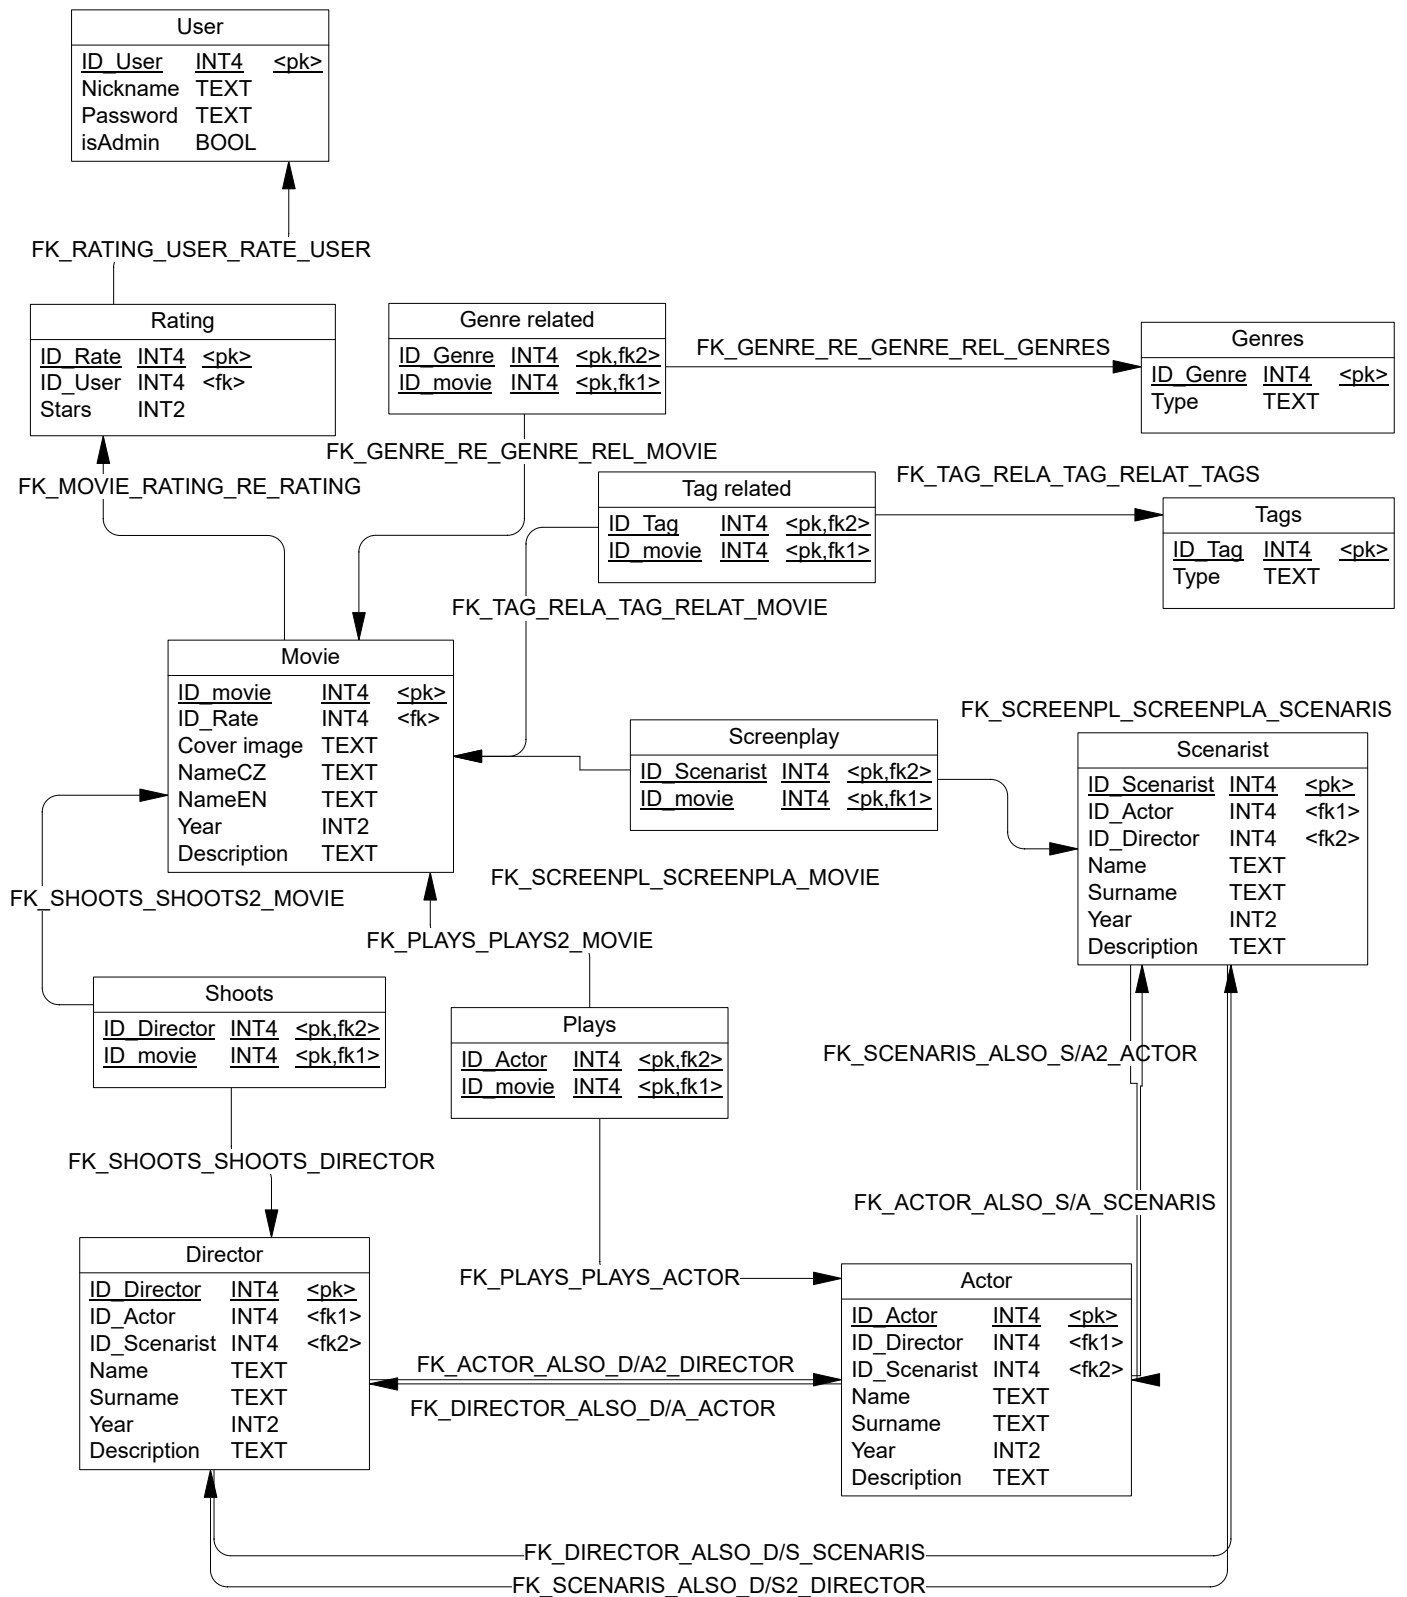 User
ID_User INT4 <pk>
Nickname TEXT
Password TEXT
isAdmin BOOL
FK_RATING_USER_RATE_USER
Rating
ID_Rate INT4 <pk>
ID_User INT4 <fk>
Stars INT2
Genre related
ID_Genre INT4 <pk,fk2>
ID_movie INT4 <pk,fk1>
FK_GENRE_RE_GENRE_REL_GENRES
Genres
ID_Genre INT4 <pk>
Type TEXT
FK_GENRE_RE_GENRE_REL_MOVIE
FK_MOVIE_RATING_RE_RATING
Tag related
ID_Tag INT4 <pk,fk2>
ID_movie INT4 <pk,fk1>
FK_TAG_RELA_TAG_RELAT_TAGS
Tags
ID_Tag INT4 <pk>
Type TEXT
FK_TAG_RELA_TAG_RELAT_MOVIE
Movie
ID_movie INT4 <pk>
ID_Rate INT4 <fk>
Cover image TEXT
NameCZ TEXT
NameEN TEXT
Year INT2
Description TEXT
Screenplay
ID_Scenarist INT4 <pk,fk2>
ID_movie INT4 <pk,fk1>
FK_SCREENPL_SCREENPLA_SCENARIS
Scenarist
ID_Scenarist INT4 <pk>
ID_Actor INT4 <fk1>
ID_Director INT4 <fk2>
Name TEXT
Surname TEXT
Year INT2
Description TEXT
FK_SCREENPL_SCREENPLA_MOVIE
FK_SHOOTS_SHOOTS2_MOVIE
FK_PLAYS_PLAYS2_MOVIE
Shoots
ID_Director INT4 <pk,fk2>
ID_movie INT4 <pk,fk1>
Plays
ID_Actor INT4 <pk,fk2>
ID_movie INT4 <pk,fk1>
FK_SCENARIS_ALSO_S/A2_ACTOR
FK_SHOOTS_SHOOTS_DIRECTOR
FK_ACTOR_ALSO_S/A_SCENARIS
Director
ID_Director INT4 <pk>
ID_Actor INT4 <fk1>
ID_Scenarist INT4 <fk2>
Name TEXT
Surname TEXT
Year INT2
Description TEXT
FK_PLAYS_PLAYS_ACTOR
Actor
ID_Actor INT4 <pk>
ID_Director INT4 <fk1>
ID_Scenarist INT4 <fk2>
Name TEXT
Surname TEXT
Year INT2
Description TEXT
FK_ACTOR_ALSO_D/A2_DIRECTOR
FK_DIRECTOR_ALSO_D/A_ACTOR
FK_DIRECTOR_ALSO_D/S_SCENARIS
FK_SCENARIS_ALSO_D/S2_DIRECTOR